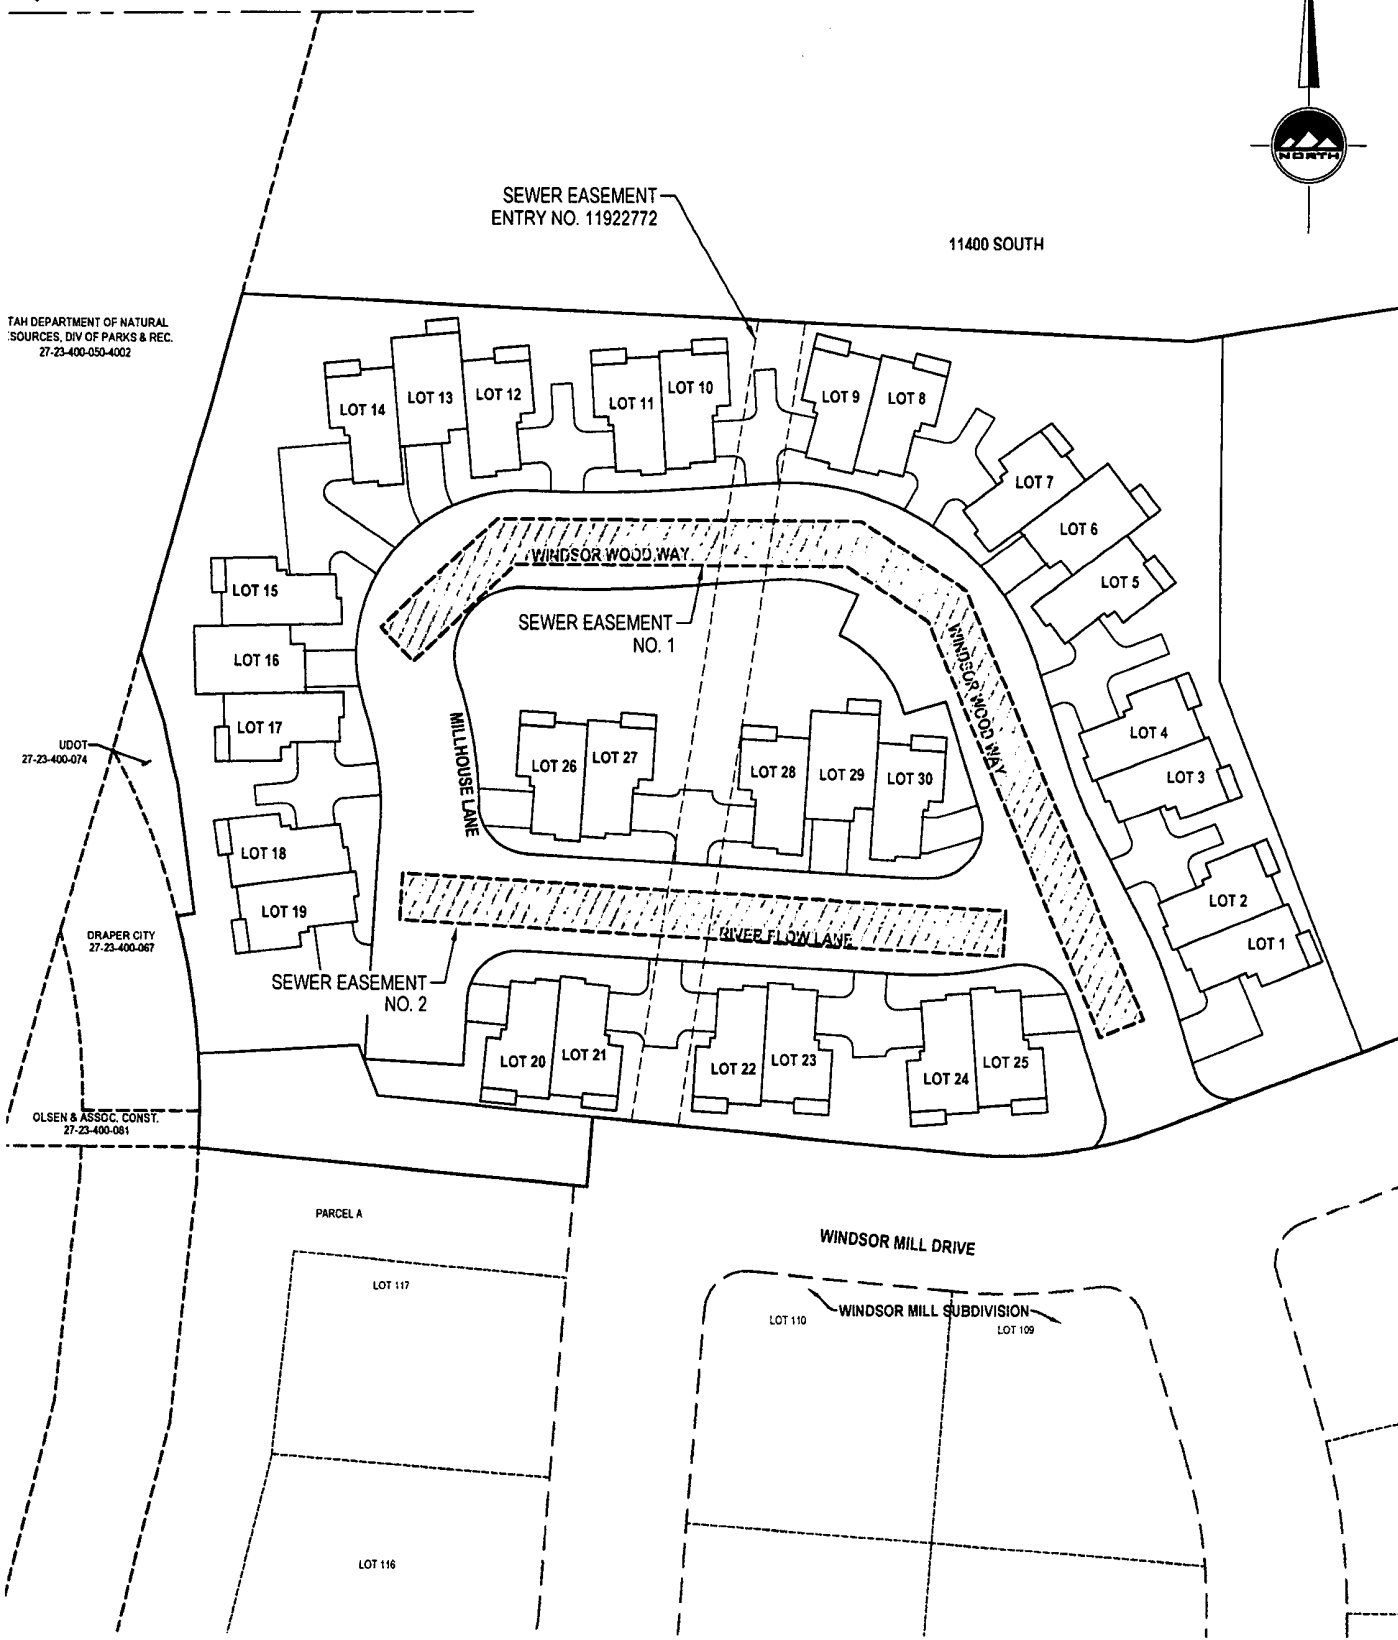 NORTH
SEWER EASEMENT
ENTRY NO. 11922772
11400 SOUTH
TAH DEPARTMENT OF NATURAL
SOURCES, DIV OF PARKS & REC.
27-23-400-050-4002
LOT 14
LOT 13
LOT 12
LOT 11
LOT 10
LOT 9
LOT 8
LOT 7
LOT 6
LOT 5
WINDSOR WOOD WAY
LOT 15
SEWER EASEMENT
NO. 1
LOT 16
WINDSOR WOOD WAY
LOT 17
MILLHOUSE LANE
LOT 4
LOT 3
UDOT
27-23-400-074
LOT 26
LOT 27
LOT 28
LOT 29
LOT 30
LOT 18
LOT 19
LOT 2
LOT 1
DRAPER CITY
27-23-400-067
RIVER FLOW LANE
SEWER EASEMENT
NO. 2
LOT 20
LOT 21
LOT 22
LOT 23
LOT 24
LOT 25
OLSEN & ASSOC. CONST.
27-23-400-081
PARCEL A
WINDSOR MILL DRIVE
LOT 117
WINDSOR MILL SUBDIVISION
LOT 110
LOT 109
LOT 116